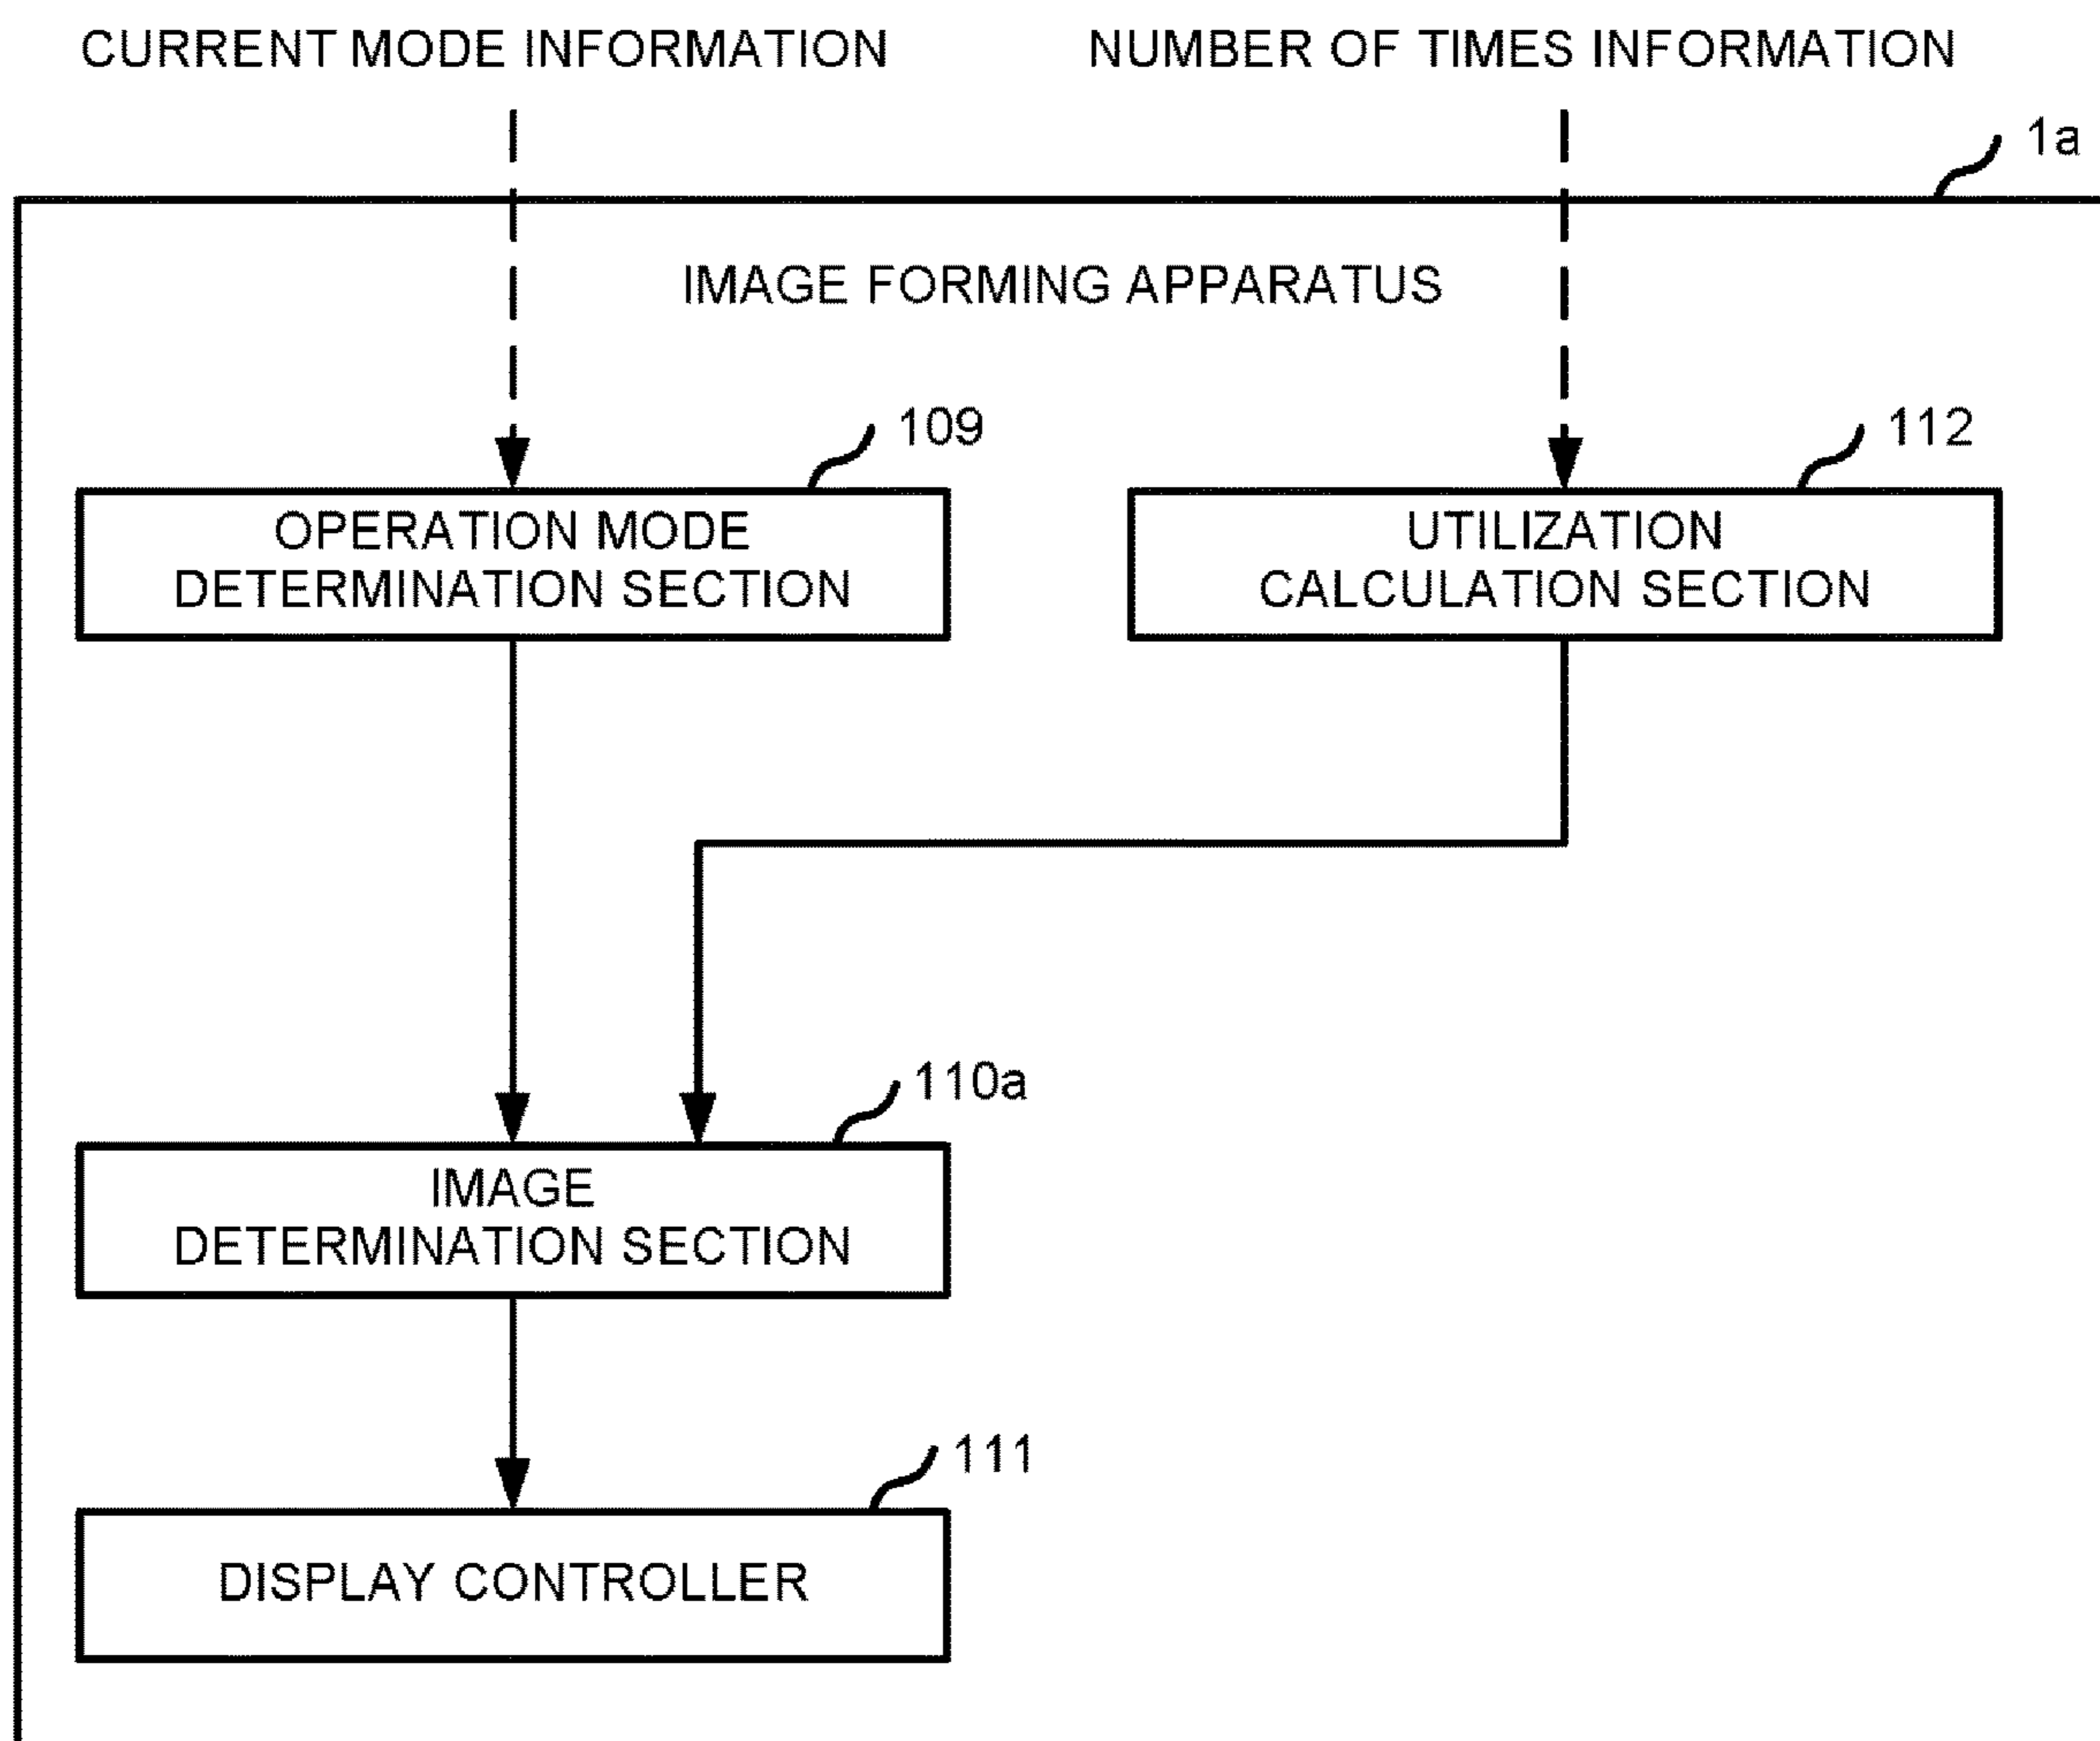 CURRENT MODE INFORMATION
NUMBER OF TIMES INFORMATION
1a
IMAGE FORMING APPARATUS
109
112
OPERATION MODE
DETERMINATION SECTION
UTILIZATION
CALCULATION SECTION
110a
IMAGE
DETERMINATION SECTION
111
DISPLAY CONTROLLER